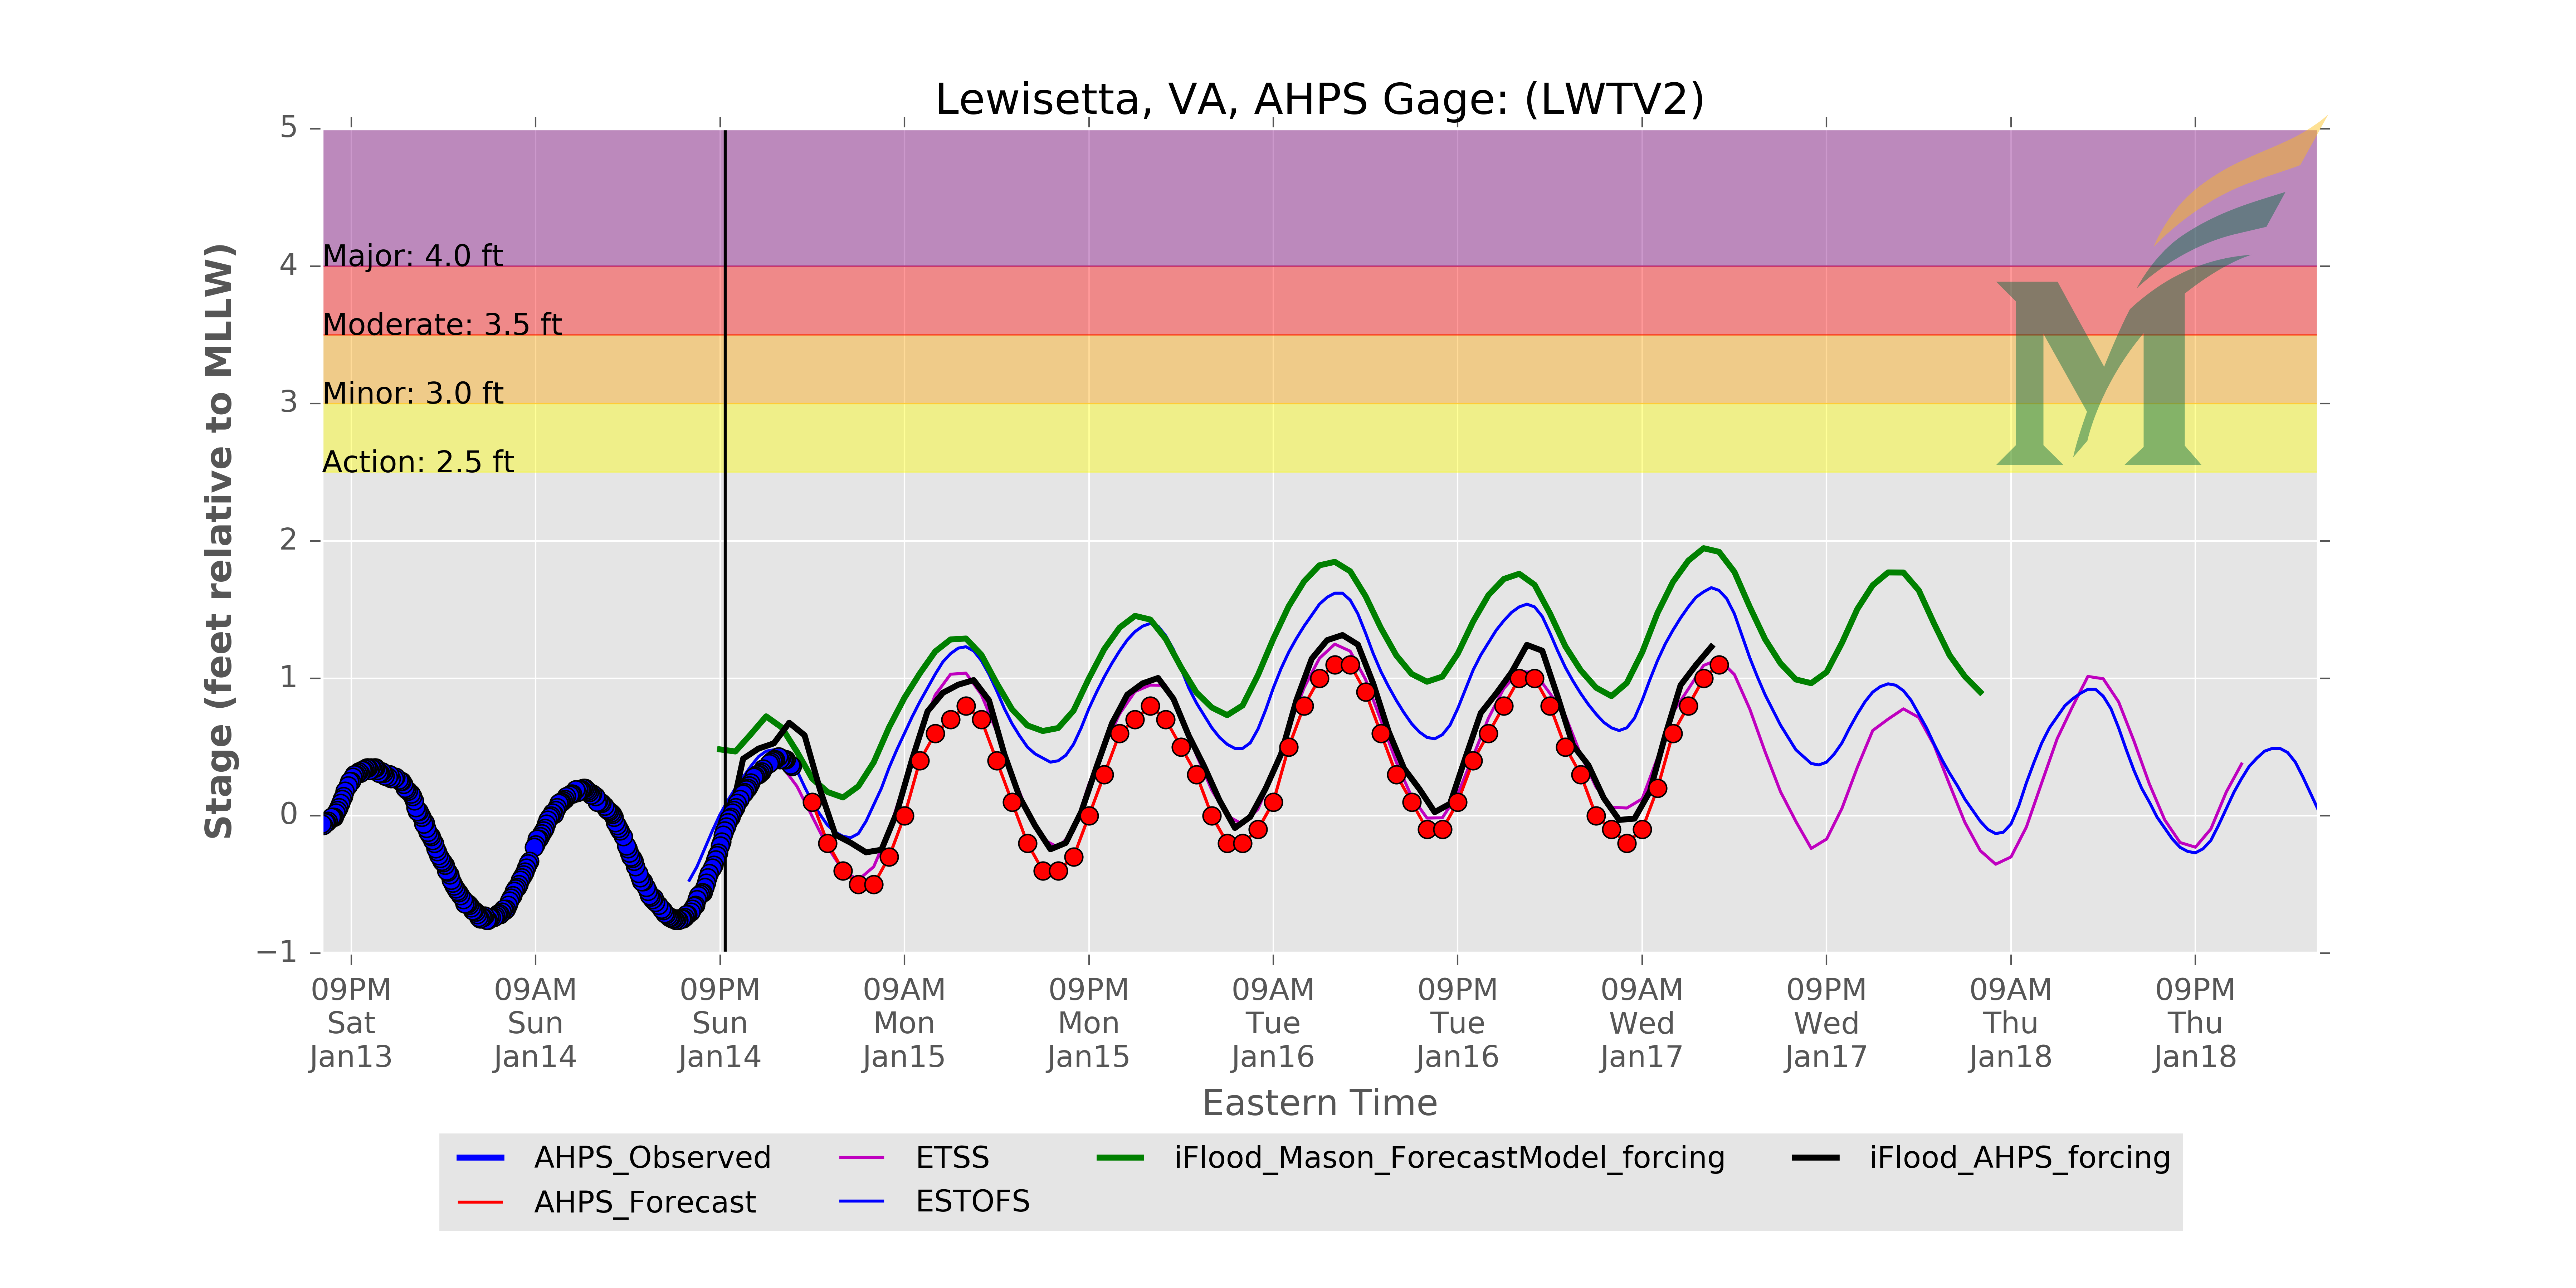 Lewisetta, VA, AHPS Gage: (LWTV2)
Stage (feet relative to MLLW)
5
4
3
2
1
0
−1
Major: 4.0 ft
Moderate: 3.5 ft
Minor: 3.0 ft
Action: 2.5 ft
M
09PM 09AM 09PM 09AM 09PM 09AM 09PM 09AM 09PM 09AM 09PM
Sat Sun Sun Mon Mon Tue Tue Wed Wed Thu Thu
Jan13 Jan14 Jan14 Jan15 Jan15 Jan16 Jan16 Jan17 Jan17 Jan18 Jan18
Eastern Time
AHPS_Observed ETSS iFlood_Mason_ForecastModel_forcing iFlood_AHPS_forcing
AHPS_Forecast ESTOFS